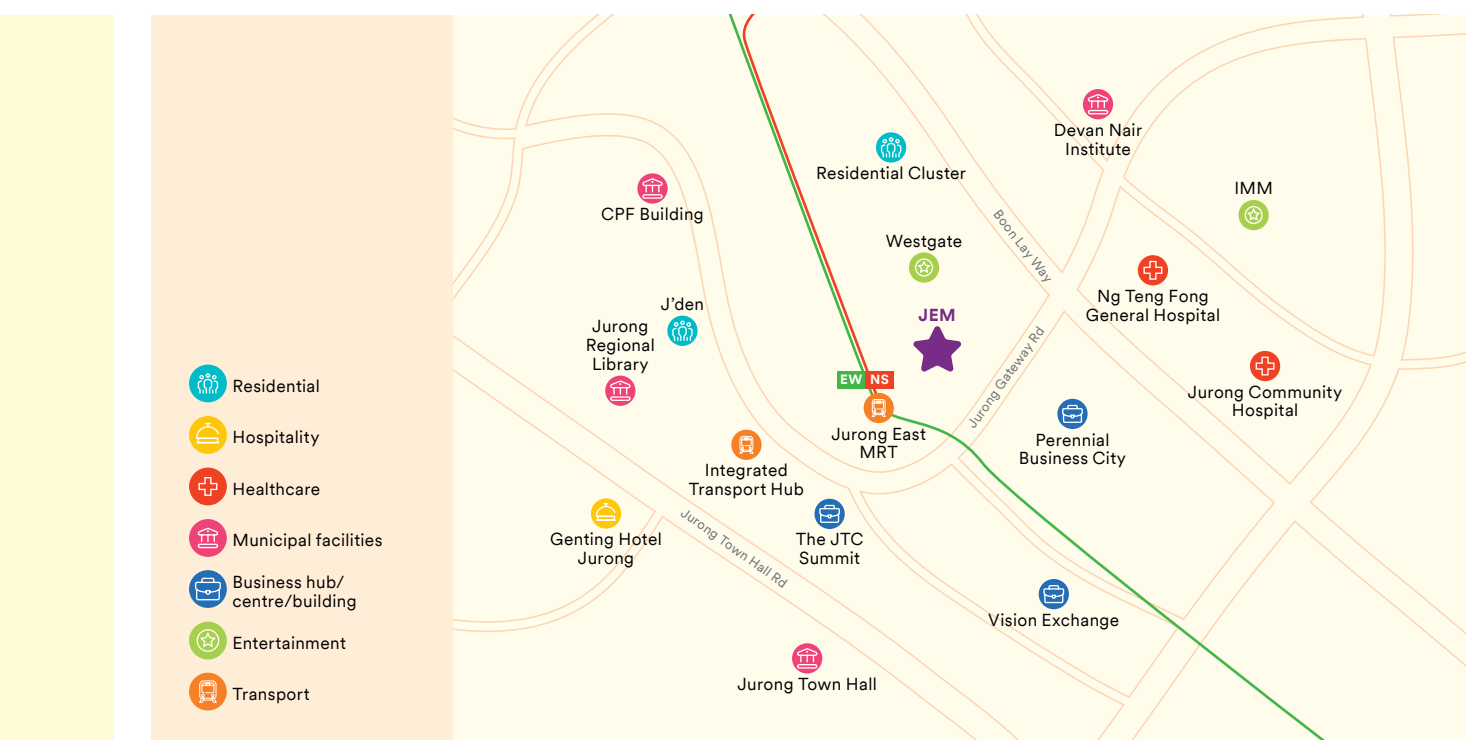 Residential
Hospitality
Healthcare
Municipal facilities
Business hub/
centre/building
Entertainment
Transport
Devan Nair
Institute
Residential Cluster
IMM
CPF Building
Boon Lay Way
Westgate
Ng Teng Fong
General Hospital
J’den
JEM
Jurong
Regional
Library
Jurong Gateway Rd
EW NS
Jurong Community
Hospital
Jurong East
MRT
Perennial
Business City
Integrated
Transport Hub
Jurong Town Hall Rd
Genting Hotel
Jurong
The JTC
Summit
Vision Exchange
Jurong Town Hall